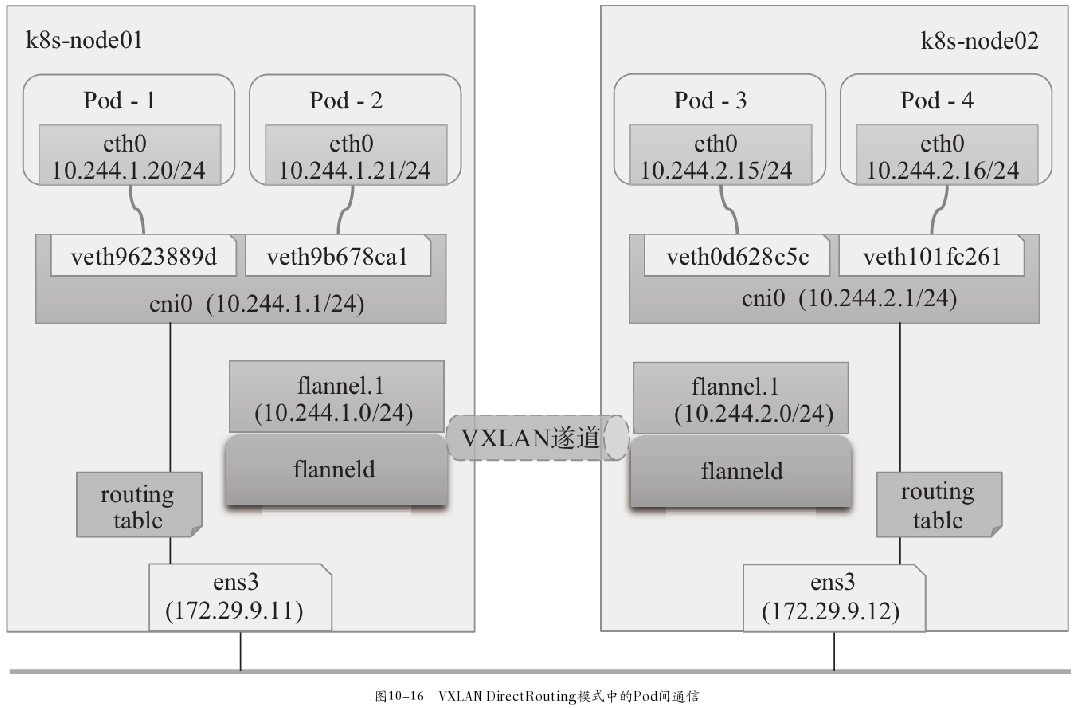 k8s-node01
k8s-node02
Pod - 1
Pod - 2
Pod - 3
Pod - 4
eth0
10.244.1.20/24
eth0
10.244.1.21/24
eth0
10.244.2.15/24
eth0
10.244.2.16/24
veth9623889d
veth9b678ca1
veth0d628c5c
veth101fc261
cni0 (10.244.1.1/24)
cni0 (10.244.2.1/24)
flannel.1
(10.244.1.0/24)
flannel.1
(10.244.2.0/24)
VXLAN遂道
flanneld
flanneld
routing
table
routing
table
ens3
(172.29.9.11)
ens3
(172.29.9.12)
图10-16 VXLAN DirectRouting模式中的Pod间通信